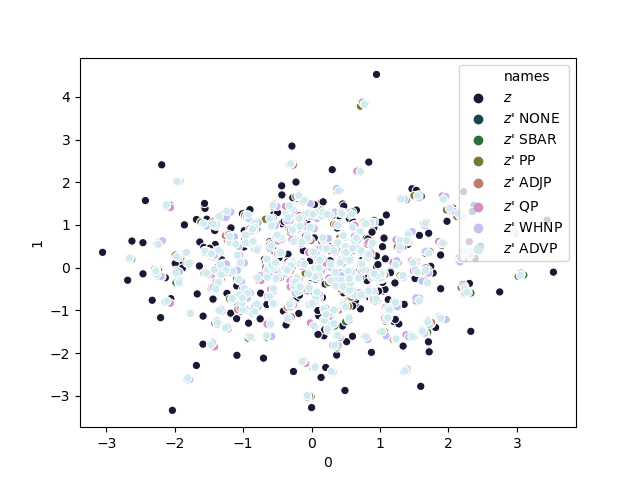 names
z
z' NONE
z' SBAR
z' PP
z' ADJP
z' QP
z' WHNP
z' ADVP
4
3
2
1
0
−1
−2
−3
1
−3 −2 −1 0 1 2 3
0